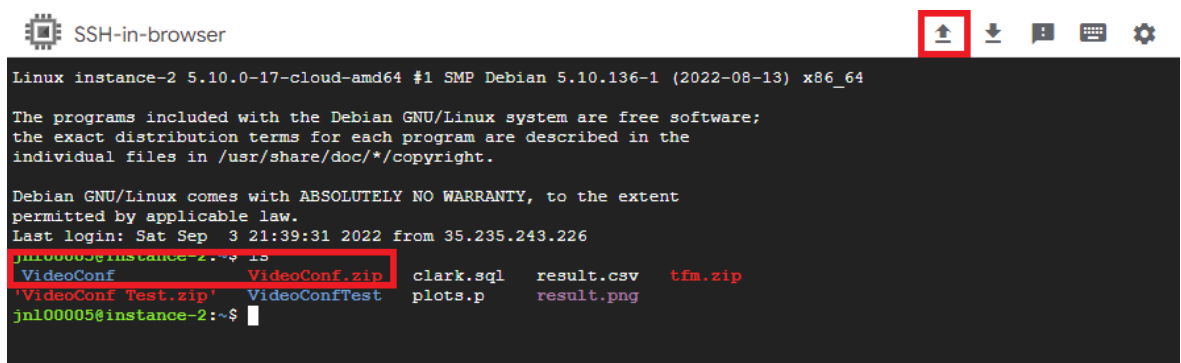 SSH-in-browser
Linux instance-2 5.10.0-17-cloud-amd64 #1 SMP Debian 5.10.136-1 (2022-08-13) x86_64
The programs included with the Debian GNU/Linux system are free software;
the exact distribution terms for each program are described in the
individual files in /usr/share/doc/*/copyright.
Debian GNU/Linux comes with ABSOLUTELY NO WARRANTY, to the extent
permitted by applicable law.
Last login: Sat Sep  3 21:39:31 2022 from 35.235.243.226
jnl00005@instance-2:~$ ls
VideoConf VideoConf.zip clark.sql result.csv tfm.zip
'VideoConf Test.zip' VideoConfTest plots.p result.png
jnl00005@instance-2:~$